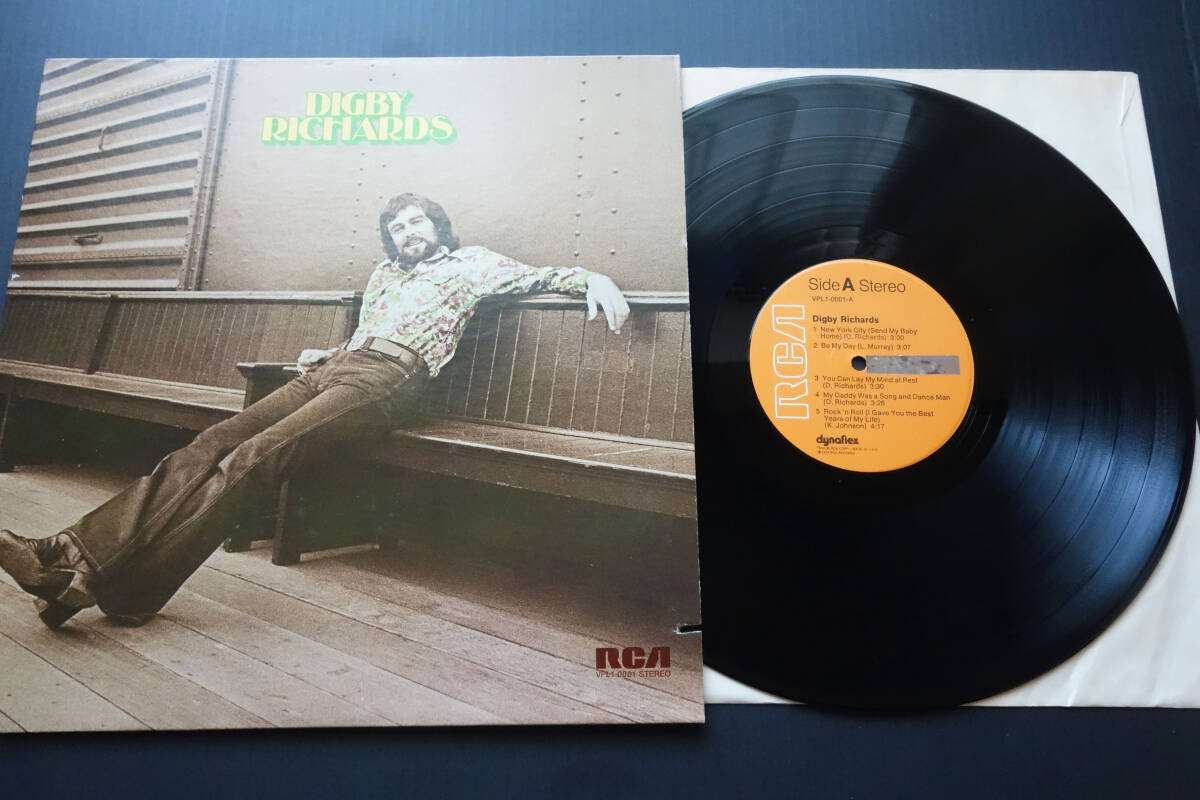 DIGBY
RICHARDS
RCA
VPL1-0001 STEREO
Side A Stereo
VPL1-0001-A
RCA
Digby Richards
1 New York City (Send My Baby
Home) (D. Richards) 3:00
2 Be My Day (L. Murray) 3:07
3 You Can Lay My Mind at Rest
(D. Richards) 3:30
4 My Daddy Was a Song and Dance Man
(D. Richards) 3:26
5 Rock 'n Roll (I Gave You the Best
Years of My Life)
(K. Johnson) 4:17
dynaflex